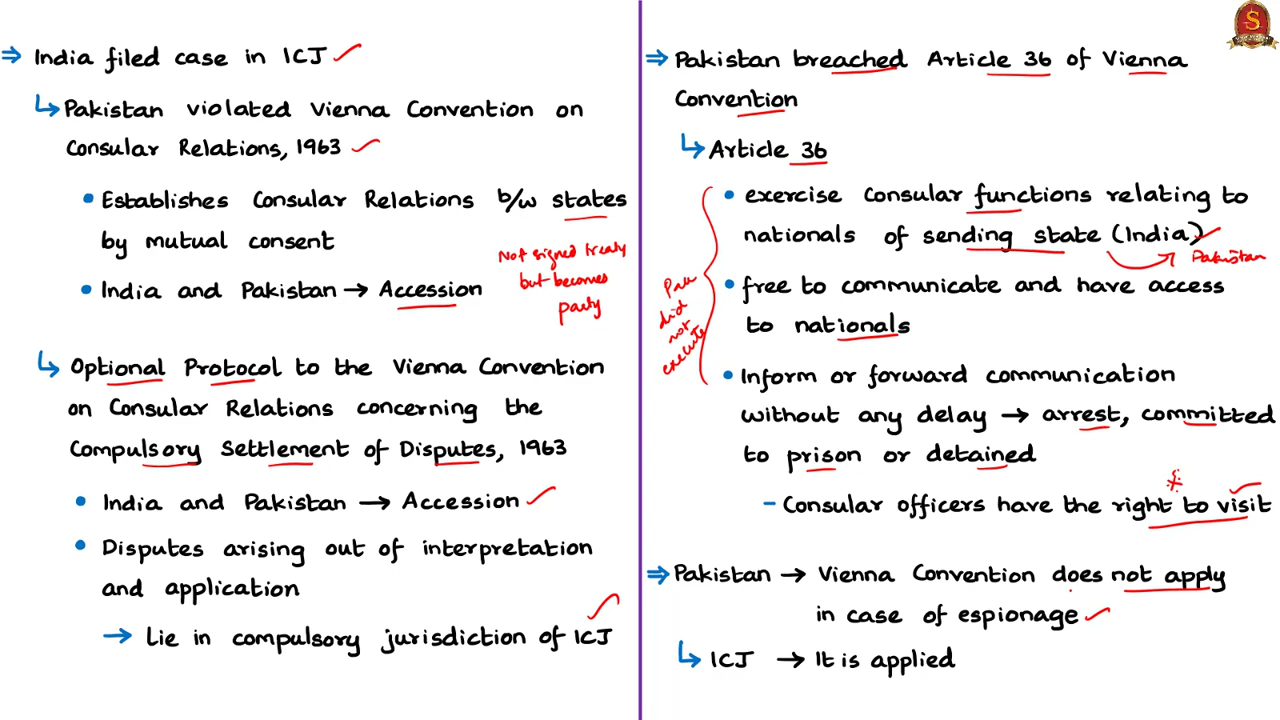 ⇒ India filed case in ICJ ✓
↳ Pakistan violated Vienna Convention on
Consular Relations, 1963 ✓
• Establishes Consular Relations b/w states
by mutual consent
• India and Pakistan → Accession
Not signed treaty
but becomes
party
↳ Optional Protocol to the Vienna Convention
on Consular Relations concerning the
Compulsory Settlement of Disputes, 1963
• India and Pakistan → Accession ✓
• Disputes arising out of interpretation
and application
→ Lie in compulsory jurisdiction of ICJ ✓
⇒ Pakistan breached Article 36 of Vienna
Convention
↳ Article 36
• exercise Consular functions relating to
nationals of sending state (India) ✓
Pakistan
• free to communicate and have access
to nationals
did
not
execute
• Inform or forward communication
without any delay → arrest, committed
to prison or detained
- Consular officers have the right to visit ✓
⇒ Pakistan → Vienna Convention does not apply
in case of espionage ✓
↳ ICJ → It is applied